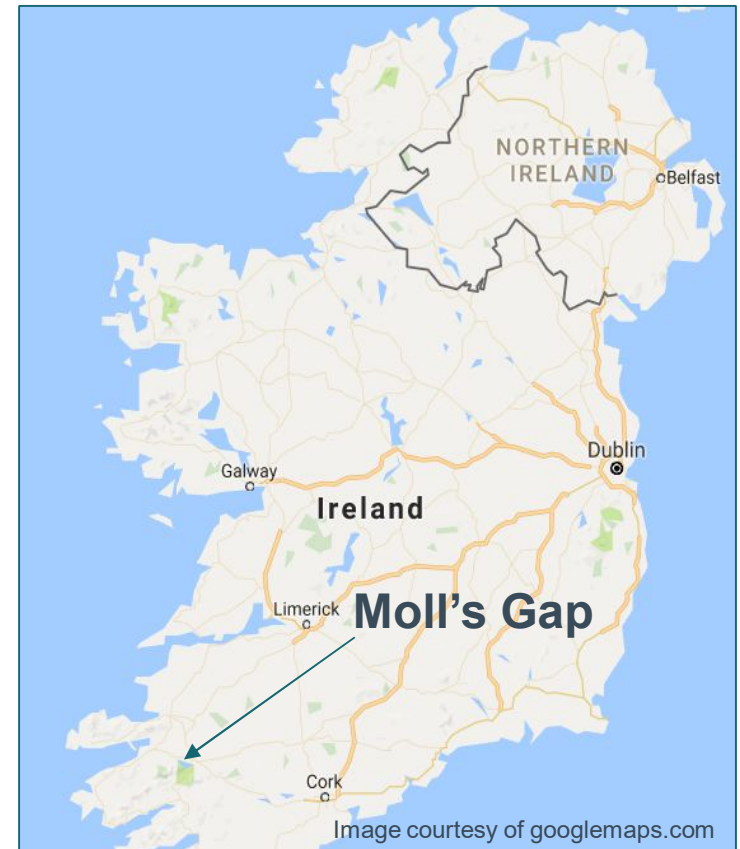 NORTHERN
IRELAND
Belfast
Dublin
Galway
Ireland
Limerick
Moll's Gap
Cork
Image courtesy of googlemaps.com